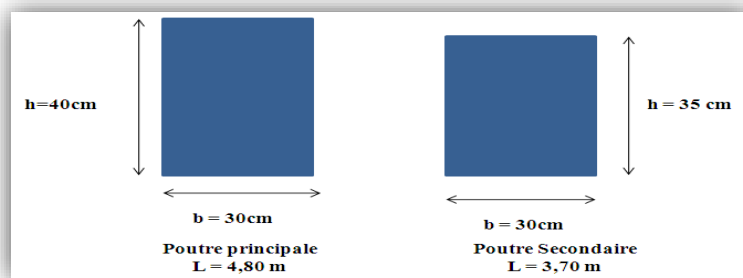 h=40cm
b = 30cm
Poutre principale
L = 4,80 m
h = 35 cm
b = 30cm
Poutre Secondaire
L = 3,70 m